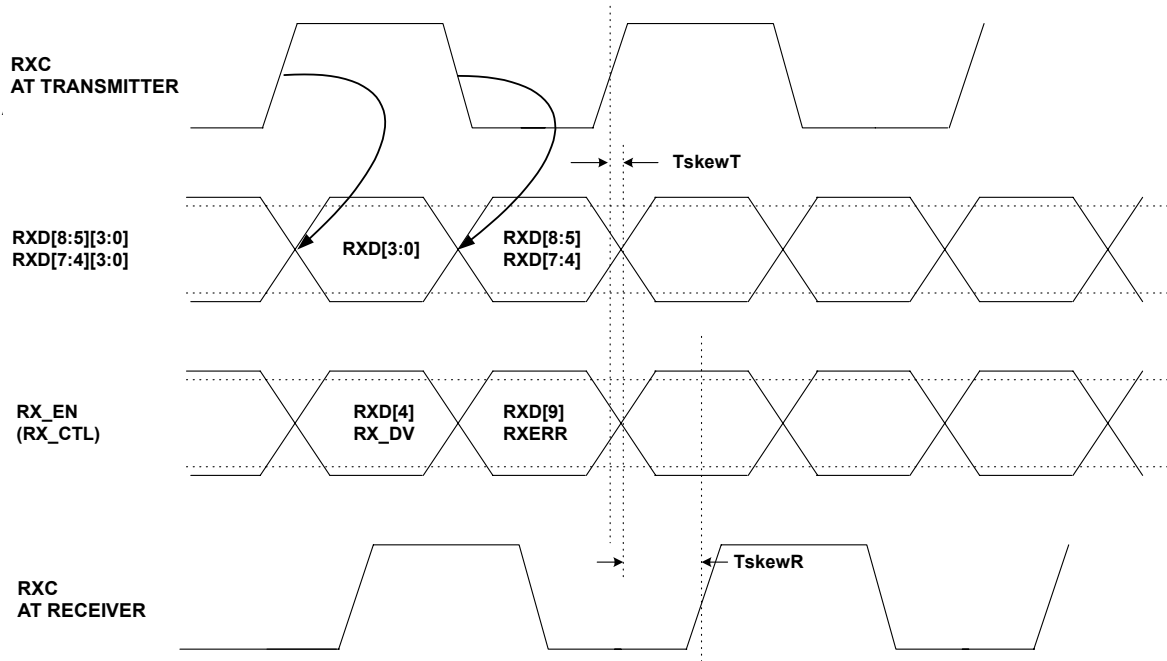 RXC
AT TRANSMITTER
TskewT
RXD[8:5][3:0]
RXD[7:4][3:0]
RXD[3:0]
RXD[8:5]
RXD[7:4]
RX_EN
(RX_CTL)
RXD[4]
RX_DV
RXD[9]
RXERR
TskewR
RXC
AT RECEIVER